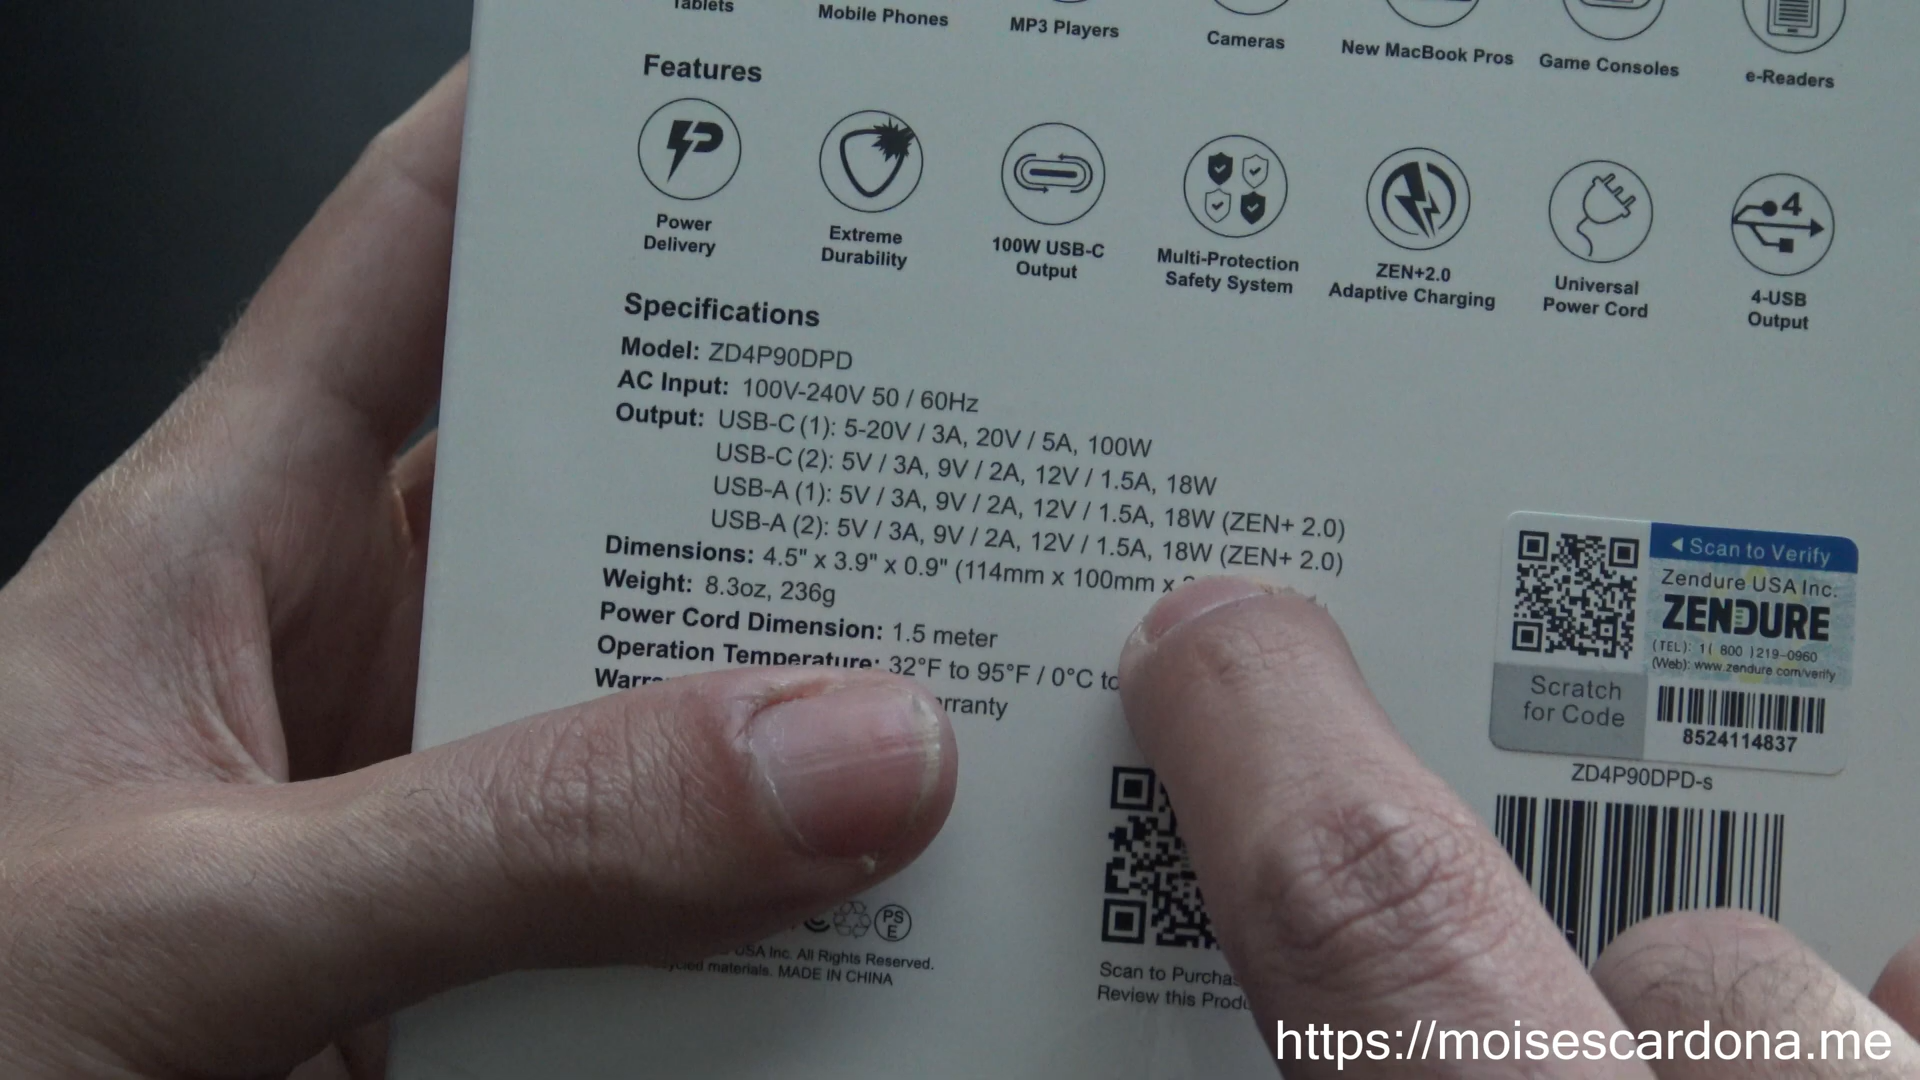 Tablets
Mobile Phones
MP3 Players
Cameras
New MacBook Pros
Game Consoles
e-Readers
Features
Power
Delivery
Extreme
Durability
100W USB-C
Output
Multi-Protection
Safety System
ZEN+2.0
Adaptive Charging
Universal
Power Cord
4
4-USB
Output
Specifications
Model: ZD4P90DPD
AC Input: 100V-240V 50 / 60Hz
Output: USB-C (1): 5-20V / 3A, 20V / 5A, 100W
USB-C (2): 5V / 3A, 9V / 2A, 12V / 1.5A, 18W
USB-A (1): 5V / 3A, 9V / 2A, 12V / 1.5A, 18W (ZEN+ 2.0)
USB-A (2): 5V / 3A, 9V / 2A, 12V / 1.5A, 18W (ZEN+ 2.0)
Dimensions: 4.5" x 3.9" x 0.9" (114mm x 100mm x
Weight: 8.3oz, 236g
Power Cord Dimension: 1.5 meter
Operation Temperature: 32°F to 95°F / 0°C to
Scan to Verify
Zendure USA Inc.
ZENDURE
(TEL): 1( 800 )219-0960
(Web): www.zendure.com/verify
Scratch
for Code
8524114837
ZD4P90DPD-s
PS
E
USA Inc. All Rights Reserved.
materials. MADE IN CHINA
Scan to
Review this
https://moisescardona.me